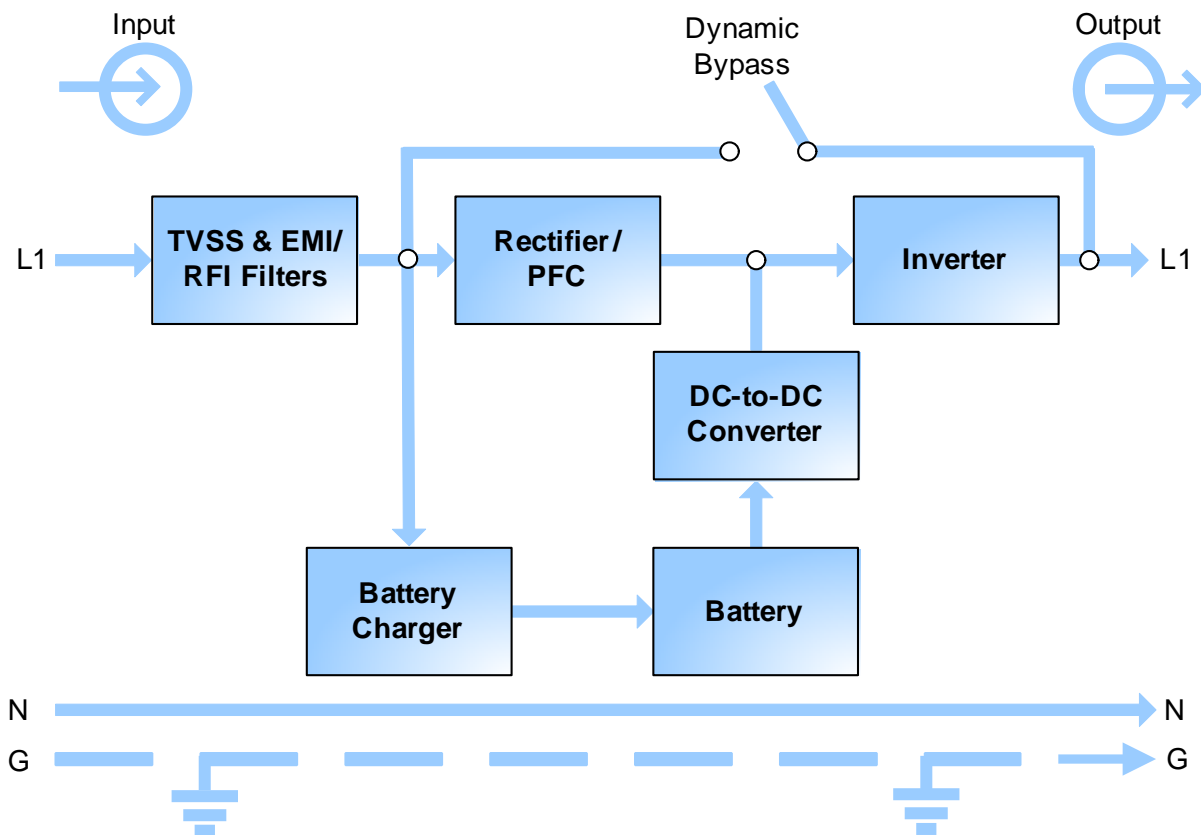 Input
Dynamic
Bypass
Output
L1
TVSS & EMI/
RFI Filters
Rectifier/
PFC
Inverter
L1
DC-to-DC
Converter
Battery
Charger
Battery
N
N
G
G